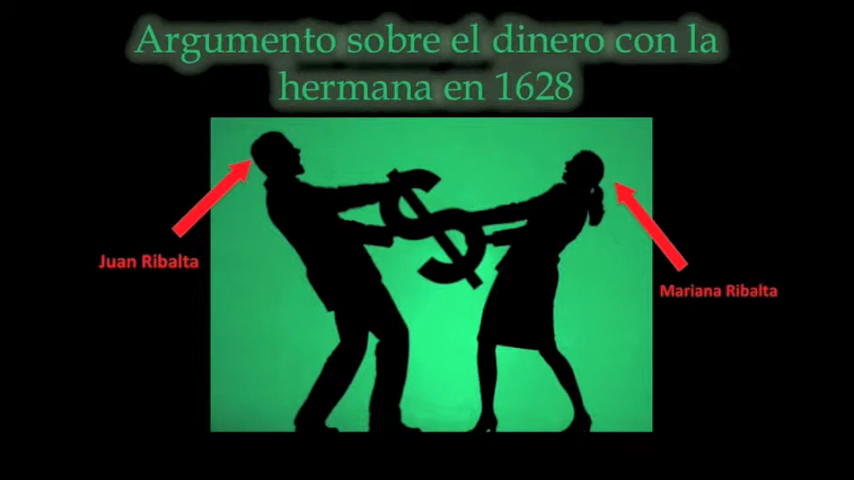 Argumento sobre el dinero con la
hermana en 1628
Juan Ribalta
Mariana Ribalta